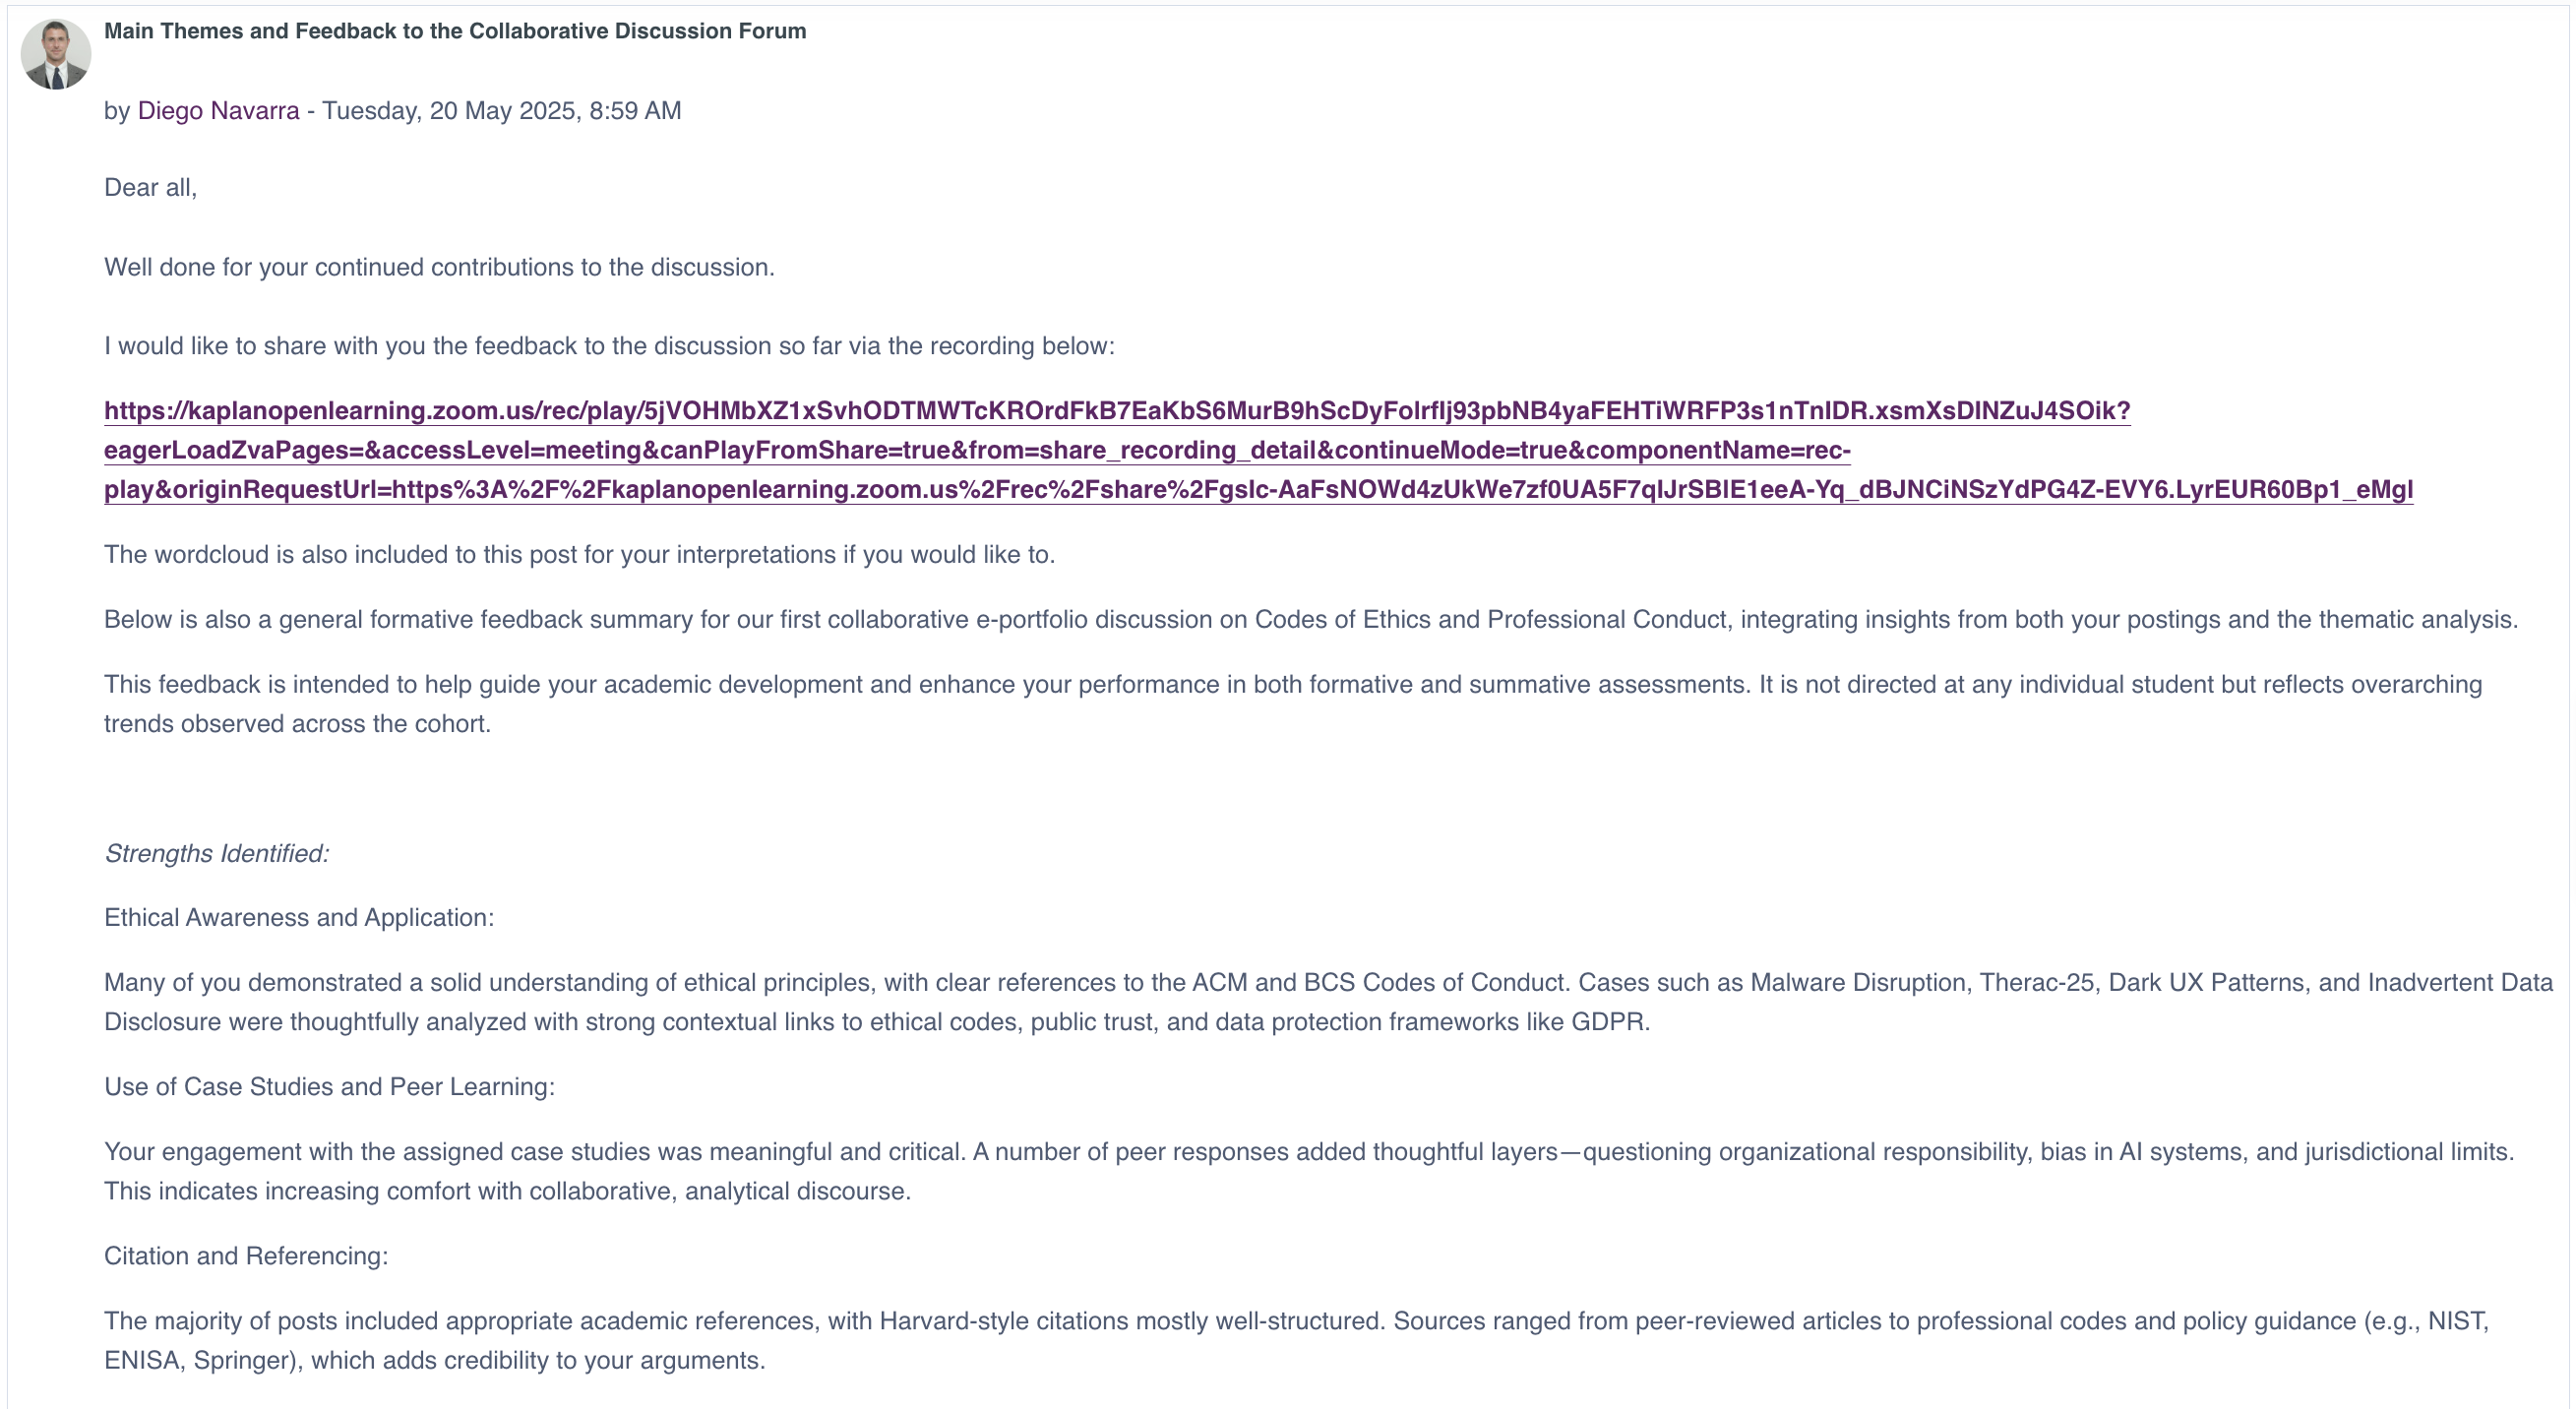 Main Themes and Feedback to the Collaborative Discussion Forum
by Diego Navarra - Tuesday, 20 May 2025, 8:59 AM
Dear all,
Well done for your continued contributions to the discussion.
I would like to share with you the feedback to the discussion so far via the recording below:
https://kaplanopenlearning.zoom.us/rec/play/5jVOHMbXZ1xSvhODTMWTcKROrdFkB7EaKbS6MurB9hScDyFoIrflj93pbNB4yaFEHTiWRFP3s1nTnIDR.xsmXsDINZuJ4SOik?
eagerLoadZvaPages=&accessLevel=meeting&canPlayFromShare=true&from=share_recording_detail&continueMode=true&componentName=rec-
play&originRequestUrl=https%3A%2F%2Fkaplanopenlearning.zoom.us%2Frec%2Fshare%2Fgslc-AaFsNOWd4zUkWe7zf0UA5F7qIJrSBlE1eeA-Yq_dBJNCiNSzYdPG4Z-EVY6.LyrEUR60Bp1_eMgl
The wordcloud is also included to this post for your interpretations if you would like to.
Below is also a general formative feedback summary for our first collaborative e-portfolio discussion on Codes of Ethics and Professional Conduct, integrating insights from both your postings and the thematic analysis.
This feedback is intended to help guide your academic development and enhance your performance in both formative and summative assessments. It is not directed at any individual student but reflects overarching
trends observed across the cohort.
Strengths Identified:
Ethical Awareness and Application:
Many of you demonstrated a solid understanding of ethical principles, with clear references to the ACM and BCS Codes of Conduct. Cases such as Malware Disruption, Therac-25, Dark UX Patterns, and Inadvertent Data
Disclosure were thoughtfully analyzed with strong contextual links to ethical codes, public trust, and data protection frameworks like GDPR.
Use of Case Studies and Peer Learning:
Your engagement with the assigned case studies was meaningful and critical. A number of peer responses added thoughtful layers—questioning organizational responsibility, bias in AI systems, and jurisdictional limits.
This indicates increasing comfort with collaborative, analytical discourse.
Citation and Referencing:
The majority of posts included appropriate academic references, with Harvard-style citations mostly well-structured. Sources ranged from peer-reviewed articles to professional codes and policy guidance (e.g., NIST,
ENISA, Springer), which adds credibility to your arguments.